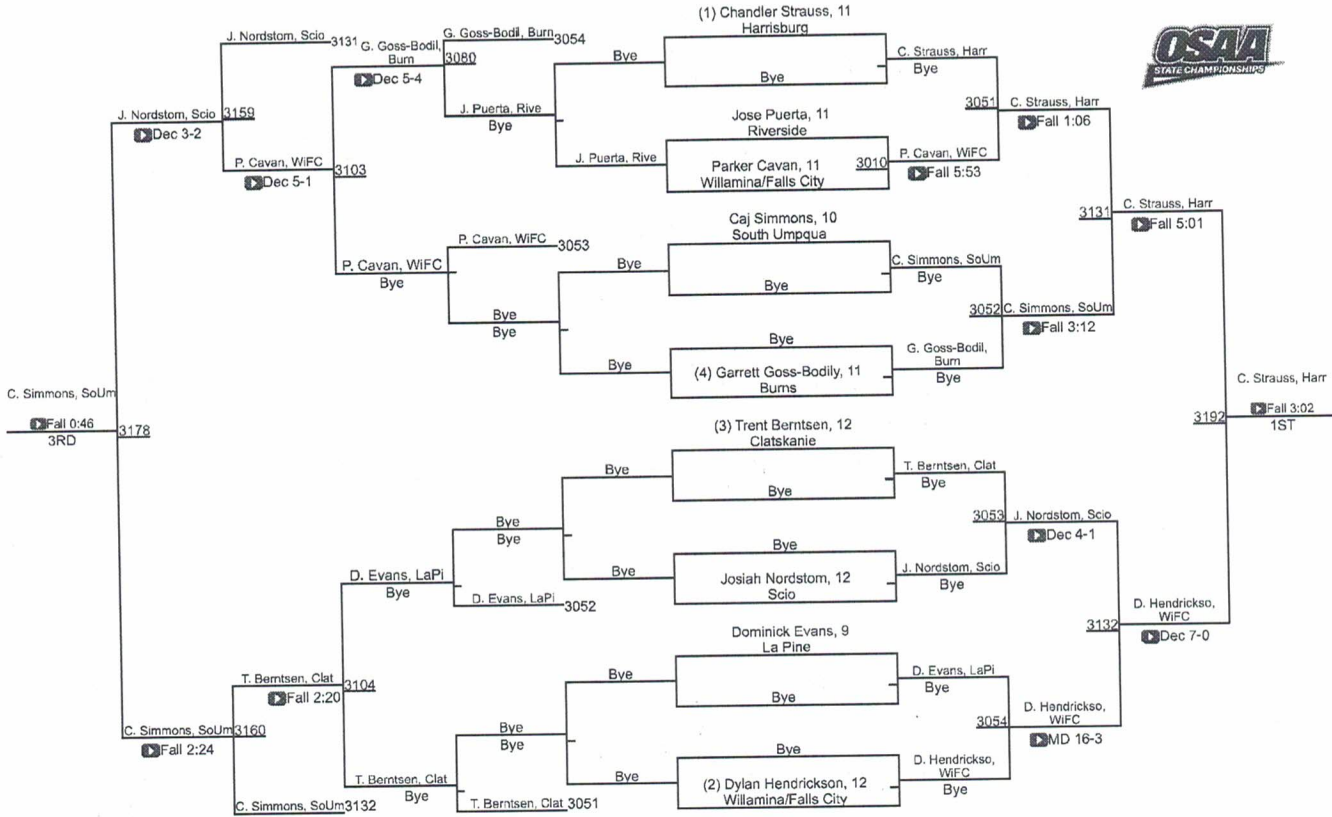 OSAA
STATE CHAMPIONSHIPS
(1) Chandler Strauss, 11
Harrisburg
Bye
Bye
C. Strauss, Harr
Bye
Jose Puerta, 11
Riverside
J. Puerta, Rive
Parker Cavan, 11
Willamina/Falls City
3010
P. Cavan, WiFC
Fall 5:53
3051
C. Strauss, Harr
Fall 1:06
Caj Simmons, 10
South Umpqua
Bye
Bye
C. Simmons, SoUm
Bye
Bye
Bye
(4) Garrett Goss-Bodily, 11
Burns
G. Goss-Bodil,
Burn
Bye
3052
C. Simmons, SoUm
Fall 3:12
3131
C. Strauss, Harr
Fall 5:01
(3) Trent Berntsen, 12
Clatskanie
Bye
Bye
T. Berntsen, Clat
Bye
Bye
Bye
Josiah Nordstom, 12
Scio
J. Nordstom, Scio
Bye
3053
J. Nordstom, Scio
Dec 4-1
Dominick Evans, 9
La Pine
Bye
Bye
D. Evans, LaPi
Bye
Bye
Bye
(2) Dylan Hendrickson, 12
Willamina/Falls City
D. Hendrickso,
WiFC
Bye
3054
D. Hendrickso,
WiFC
MD 16-3
3132
D. Hendrickso,
WiFC
Dec 7-0
3192
C. Strauss, Harr
Fall 3:02
1ST
G. Goss-Bodil, Burn
3054
J. Puerta, Rive
Bye
3080
G. Goss-Bodil,
Burn
Dec 5-4
P. Cavan, WiFC
3053
Bye
Bye
P. Cavan, WiFC
Bye
3103
P. Cavan, WiFC
Dec 5-1
J. Nordstom, Scio
3131
3159
J. Nordstom, Scio
Dec 3-2
Bye
Bye
D. Evans, LaPi
3052
D. Evans, LaPi
Bye
Bye
Bye
T. Berntsen, Clat
3051
T. Berntsen, Clat
Bye
3104
T. Berntsen, Clat
Fall 2:20
C. Simmons, SoUm
3132
3160
C. Simmons, SoUm
Fall 2:24
3178
C. Simmons, SoUm
Fall 0:46
3RD